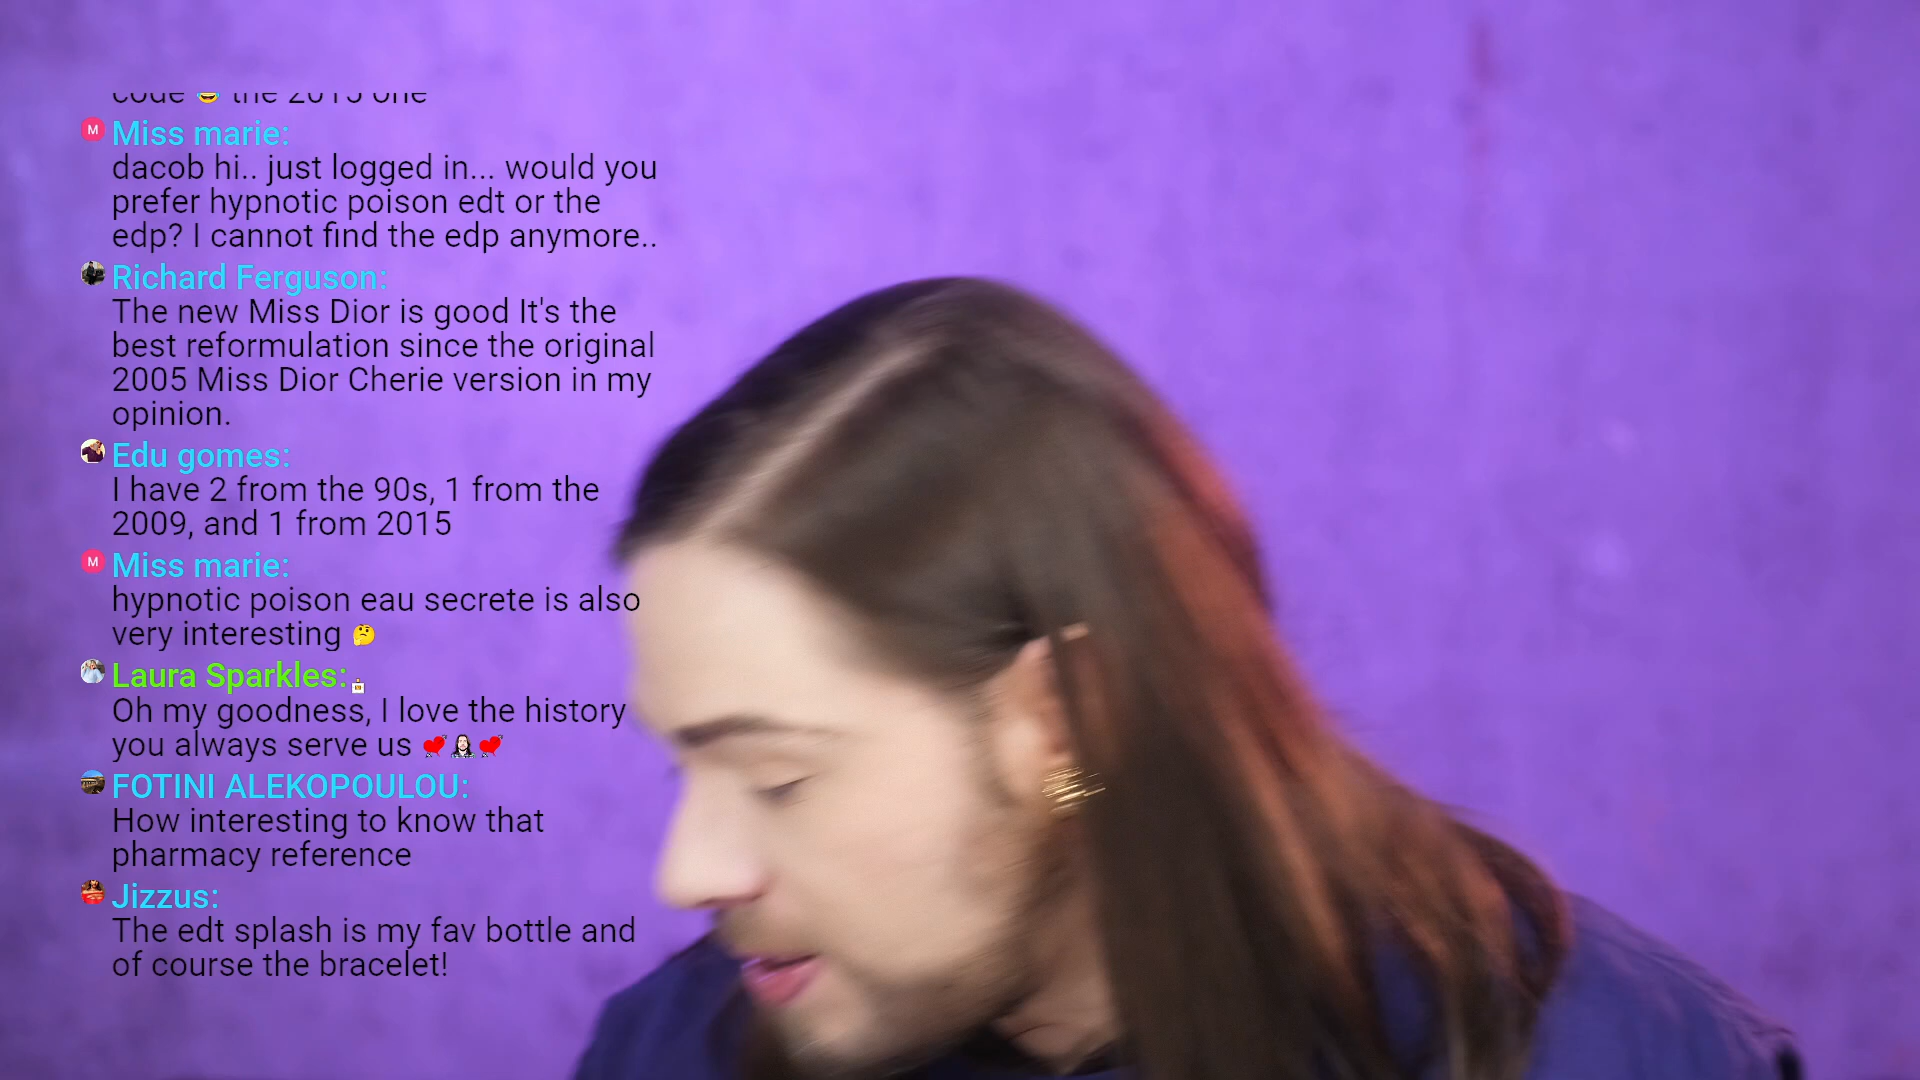 code 😂 the 2015 one
M Miss marie:
dacob hi.. just logged in... would you
prefer hypnotic poison edt or the
edp? I cannot find the edp anymore..
Richard Ferguson:
The new Miss Dior is good It's the
best reformulation since the original
2005 Miss Dior Cherie version in my
opinion.
Edu gomes:
I have 2 from the 90s, 1 from the
2009, and 1 from 2015
M Miss marie:
hypnotic poison eau secrete is also
very interesting 🤔
Laura Sparkles:
Oh my goodness, I love the history
you always serve us 💘 💘
FOTINI ALEKOPOULOU:
How interesting to know that
pharmacy reference
Jizzus:
The edt splash is my fav bottle and
of course the bracelet!